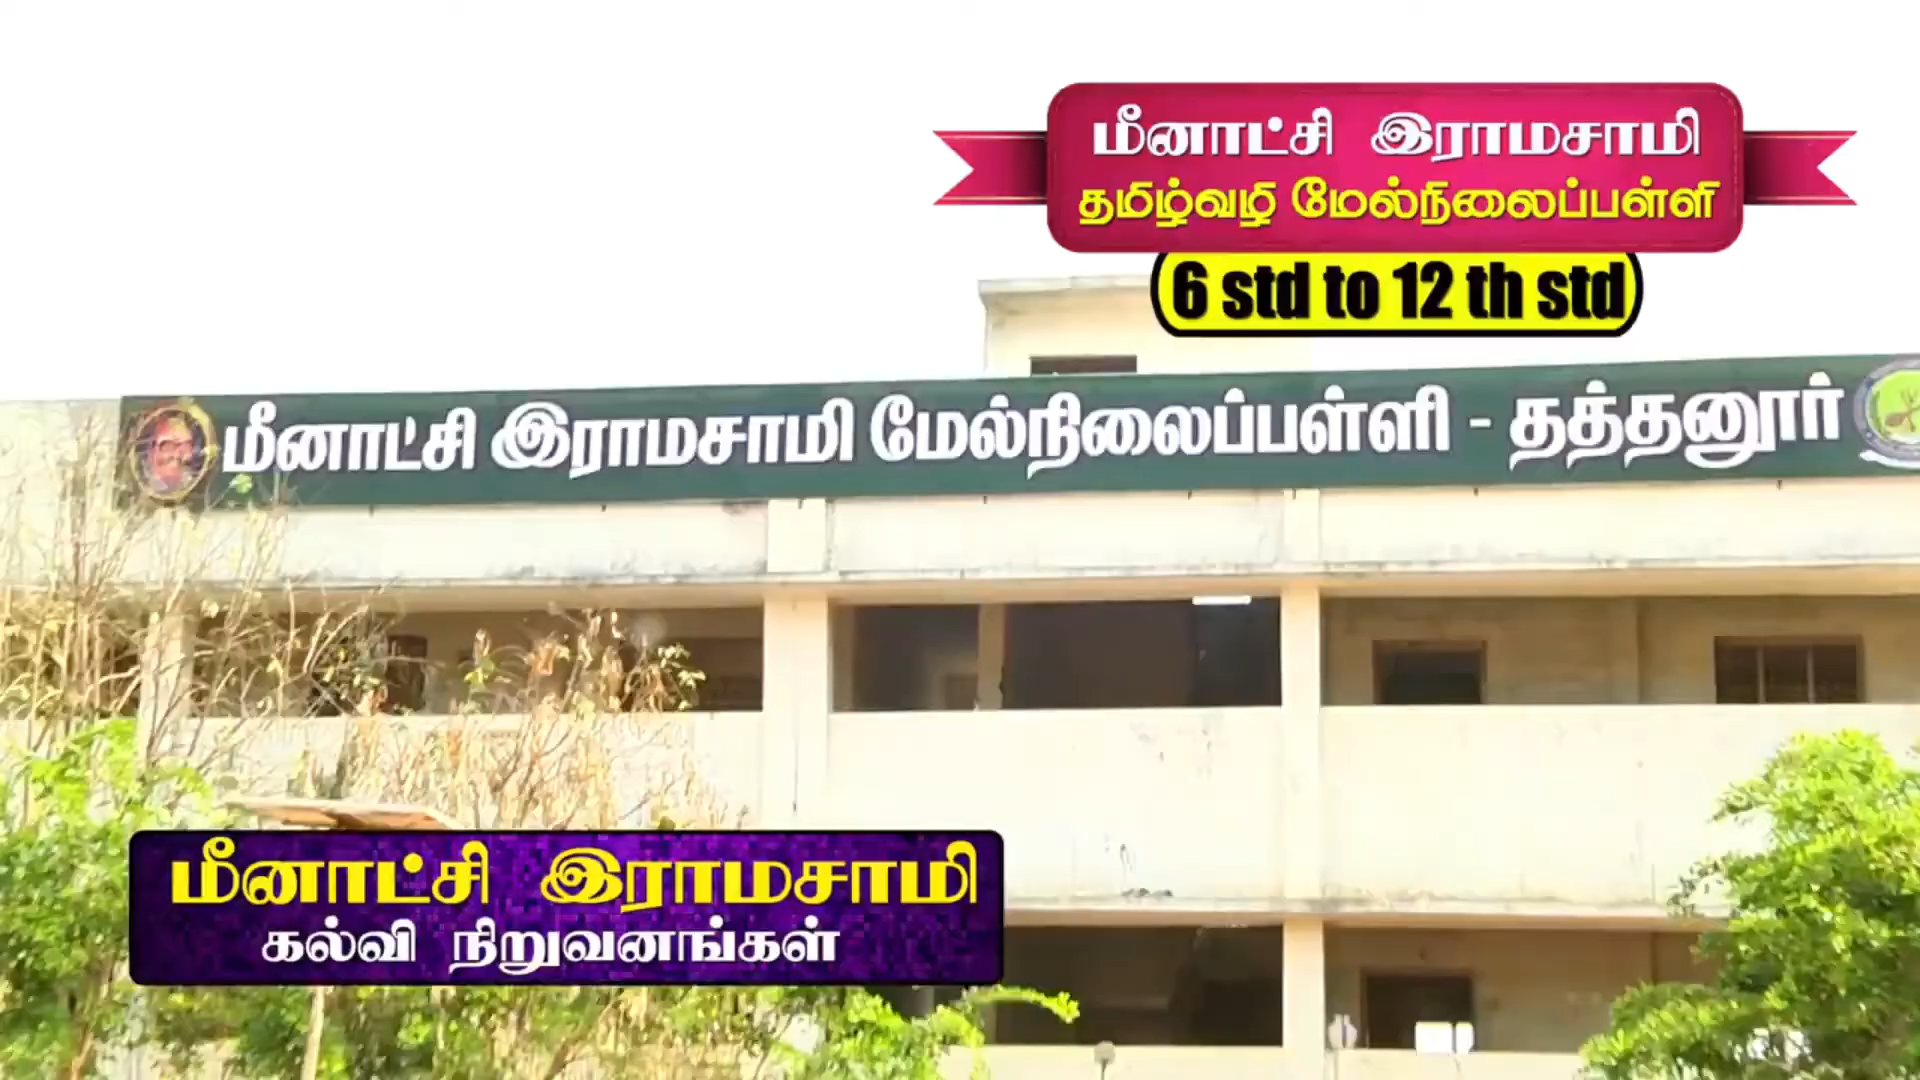 மீனாட்சி இராமசாமி
தமிழ்வழி மேல்நிலைப்பள்ளி
6 std to 12 th std
மீனாட்சி இராமசாமி மேல்நிலைப்பள்ளி - தத்தனூர்
மீனாட்சி இராமசாமி
கல்வி நிறுவனங்கள்